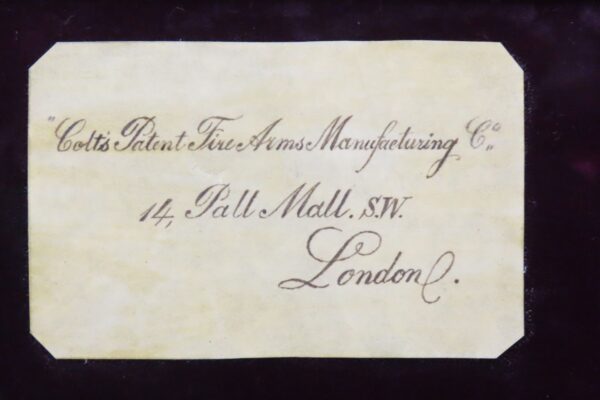 "Colt's Patent Fire Arms Manufacturing Co."
14, Pall Mall. S.W.
London.